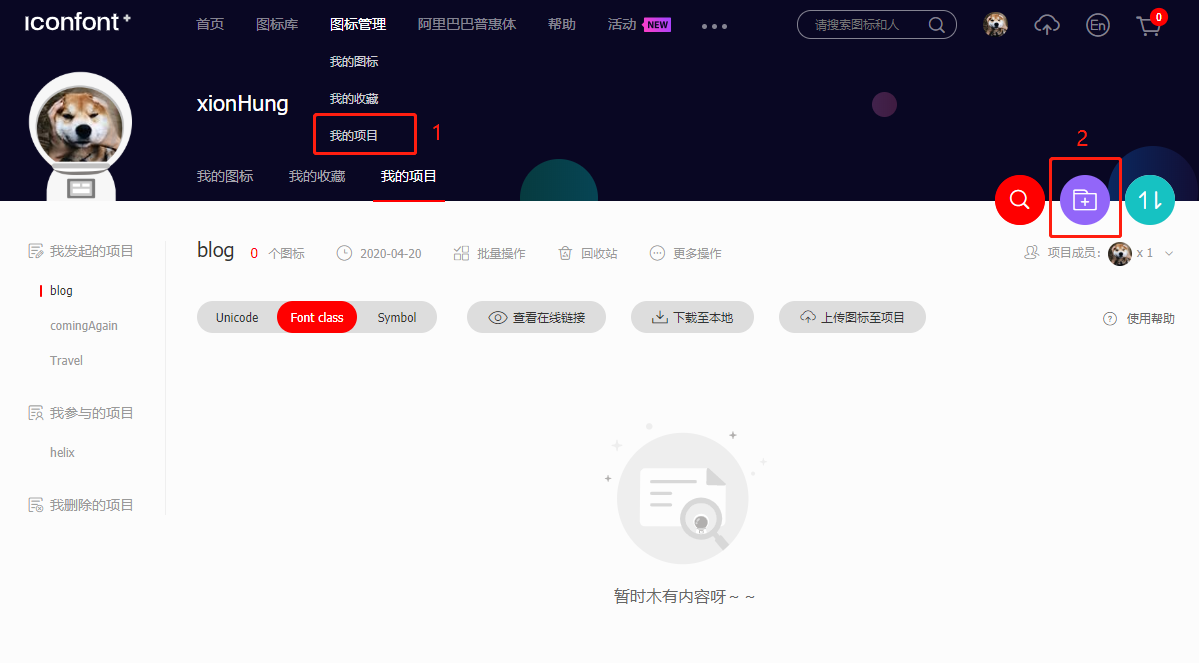 iconfont+
首页 图标库 图标管理 阿里巴巴普惠体 帮助 活动 NEW 请搜索图标和人 En 0
我的图标
我的收藏
xionHung
我的项目 1
2
我的图标 我的收藏 我的项目
我发起的项目
blog 0 个图标 2020-04-20 批量操作 回收站 更多操作 项目成员: x 1
blog
comingAgain
Unicode Font class Symbol 查看在线链接 下载至本地 上传图标至项目 使用帮助
Travel
我参与的项目
helix
我删除的项目
暂时木有内容呀~ ~